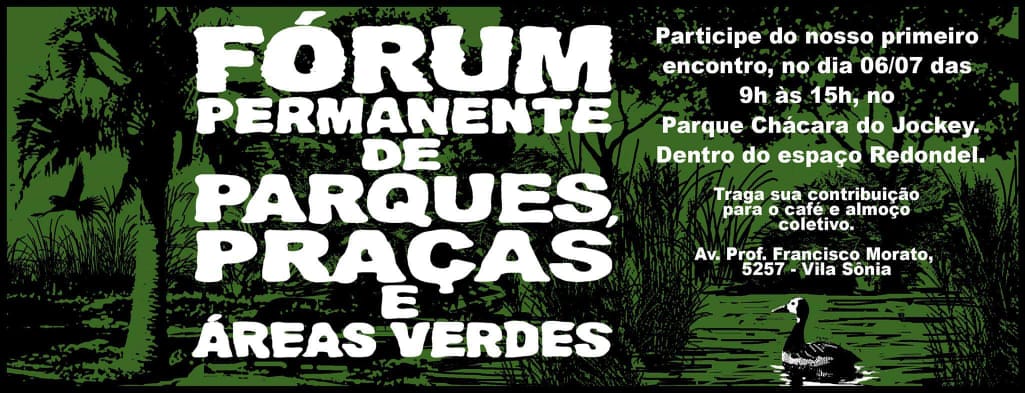 FÓRUM
PERMANENTE
DE
PARQUES,
PRAÇAS
E
ÁREAS VERDES
Participe do nosso primeiro
encontro, no dia 06/07 das
9h às 15h, no
Parque Chácara do Jockey.
Dentro do espaço Redondel.
Traga sua contribuição
para o café e almoço
coletivo.
Av. Prof. Francisco Morato,
5257 - Vila Sônia